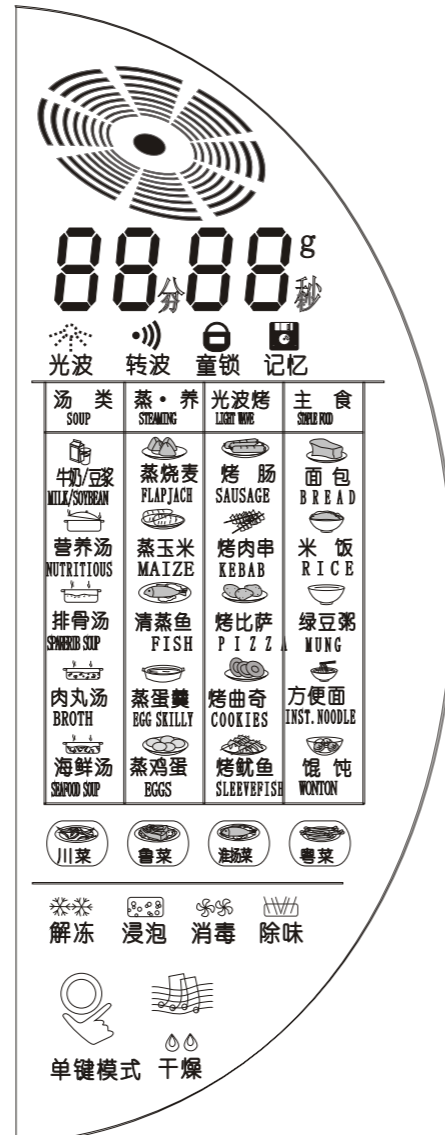 88分88g秒
光波 转波 童锁 记忆
汤 类 蒸·养 光波烤 主 食
SOUP STEAMING LIGHT WAVE STAPLE FOOD
牛奶/豆浆 蒸烧麦 烤 肠 面 包
MILK/SOYBEAN FLAPJACH SAUSAGE BREAD
营养汤 蒸玉米 烤肉串 米 饭
NUTRITIOUS MAIZE KEBAB RICE
排骨汤 清蒸鱼 烤比萨 绿豆粥
SPARERIB SOUP FISH PIZZA MUNG
肉丸汤 蒸蛋羹 烤曲奇 方便面
BROTH EGG SKILLY COOKIES INST.NOODLE
海鲜汤 蒸鸡蛋 烤鱿鱼 馄 饨
SEAFOOD SOUP EGGS SLEEVEFISH WONTON
川菜 鲁菜 淮扬菜 粤菜
解冻 浸泡 消毒 除味
单键模式 干燥